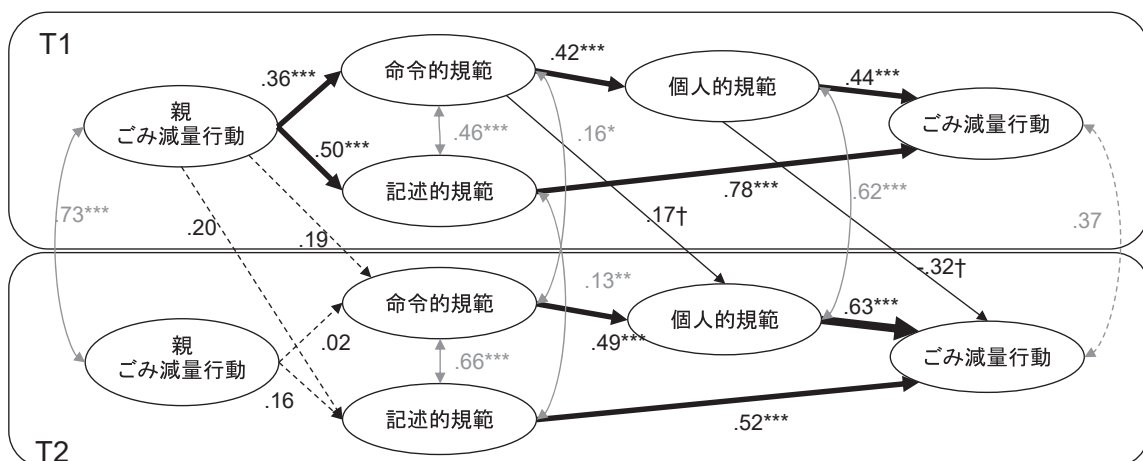 T1
命令的規範
.42***
.36***
個人的規範
.44***
親
ごみ減量行動
.46***
.16*
ごみ減量行動
.50***
記述的規範
.78***
.73***
.62***
.20
.17†
.37
.19
-.32†
命令的規範
.13**
.63***
個人的規範
.02
.49***
親
ごみ減量行動
.66***
ごみ減量行動
.16
記述的規範
.52***
T2